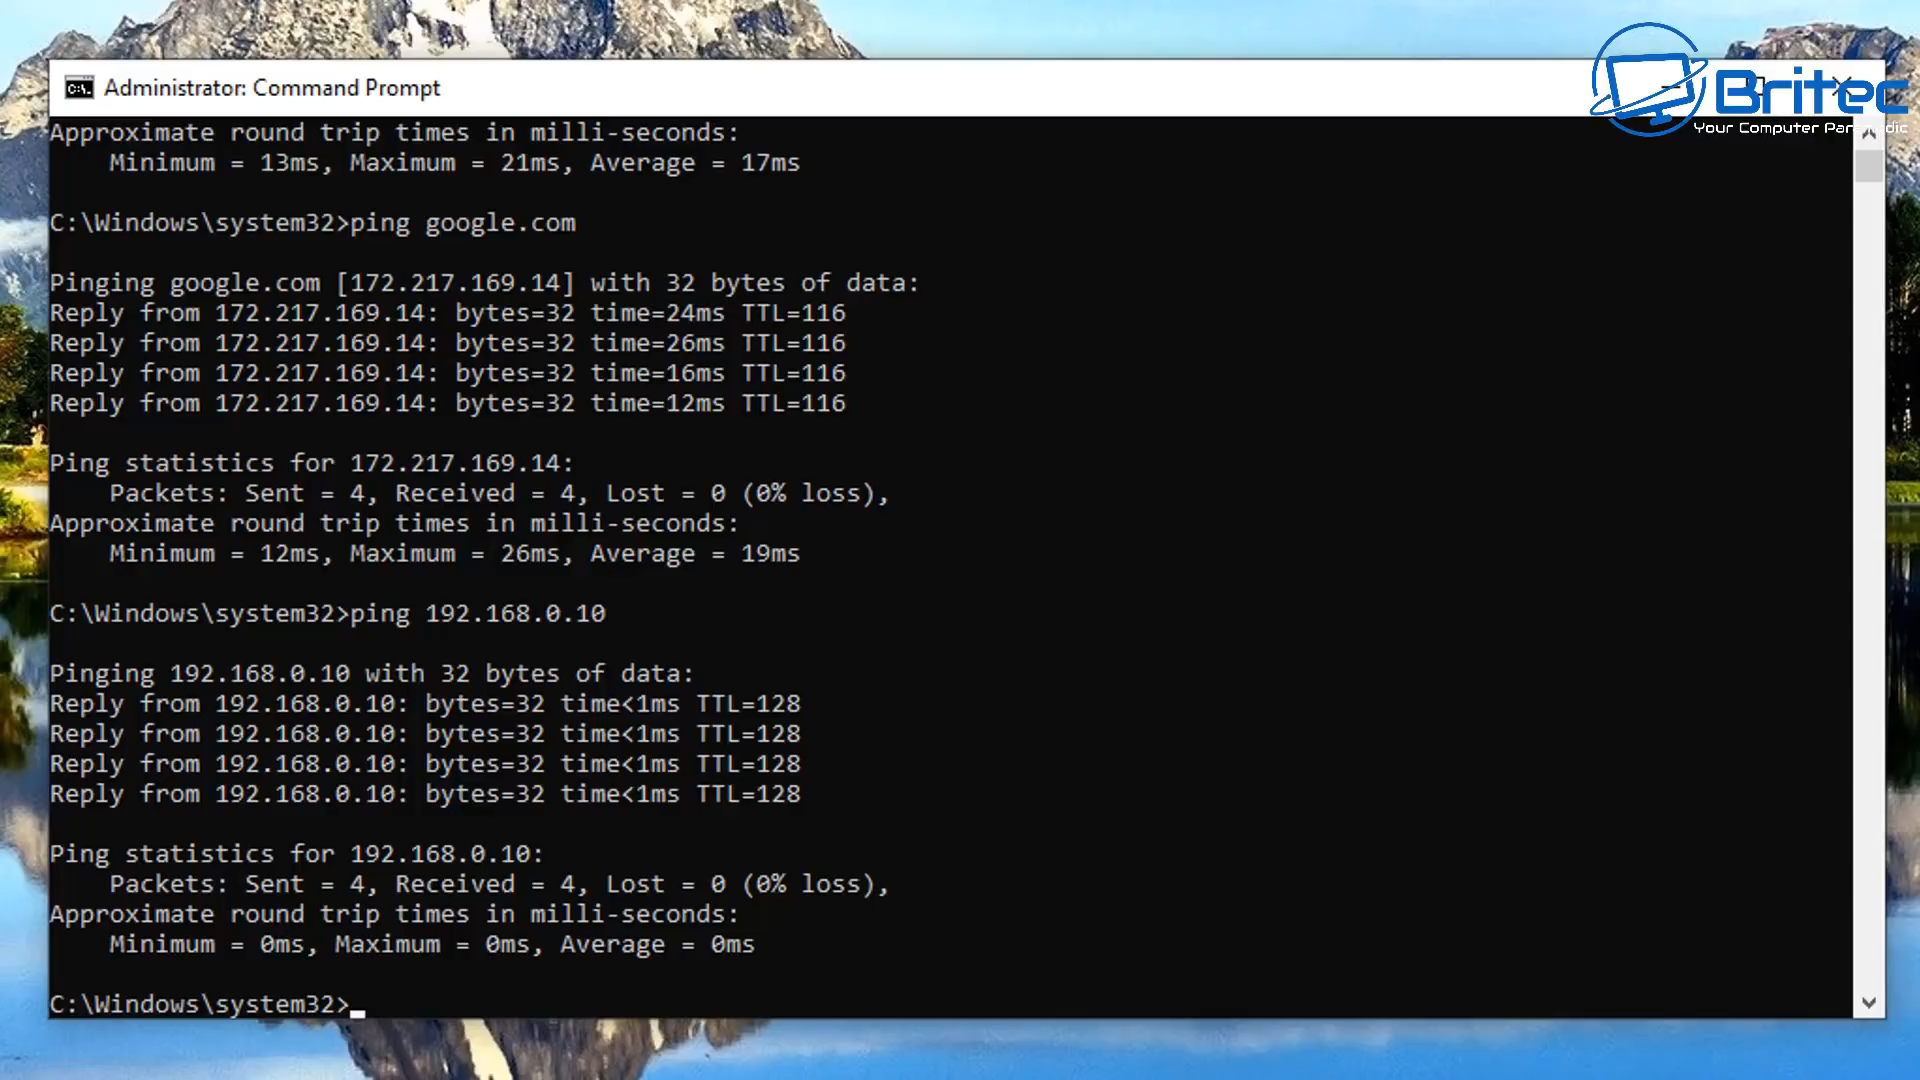 Britec
Your Computer Paramedic
Administrator: Command Prompt
Approximate round trip times in milli-seconds:
    Minimum = 13ms, Maximum = 21ms, Average = 17ms
C:\Windows\system32>ping google.com
Pinging google.com [172.217.169.14] with 32 bytes of data:
Reply from 172.217.169.14: bytes=32 time=24ms TTL=116
Reply from 172.217.169.14: bytes=32 time=26ms TTL=116
Reply from 172.217.169.14: bytes=32 time=16ms TTL=116
Reply from 172.217.169.14: bytes=32 time=12ms TTL=116
Ping statistics for 172.217.169.14:
    Packets: Sent = 4, Received = 4, Lost = 0 (0% loss),
Approximate round trip times in milli-seconds:
    Minimum = 12ms, Maximum = 26ms, Average = 19ms
C:\Windows\system32>ping 192.168.0.10
Pinging 192.168.0.10 with 32 bytes of data:
Reply from 192.168.0.10: bytes=32 time<1ms TTL=128
Reply from 192.168.0.10: bytes=32 time<1ms TTL=128
Reply from 192.168.0.10: bytes=32 time<1ms TTL=128
Reply from 192.168.0.10: bytes=32 time<1ms TTL=128
Ping statistics for 192.168.0.10:
    Packets: Sent = 4, Received = 4, Lost = 0 (0% loss),
Approximate round trip times in milli-seconds:
    Minimum = 0ms, Maximum = 0ms, Average = 0ms
C:\Windows\system32>